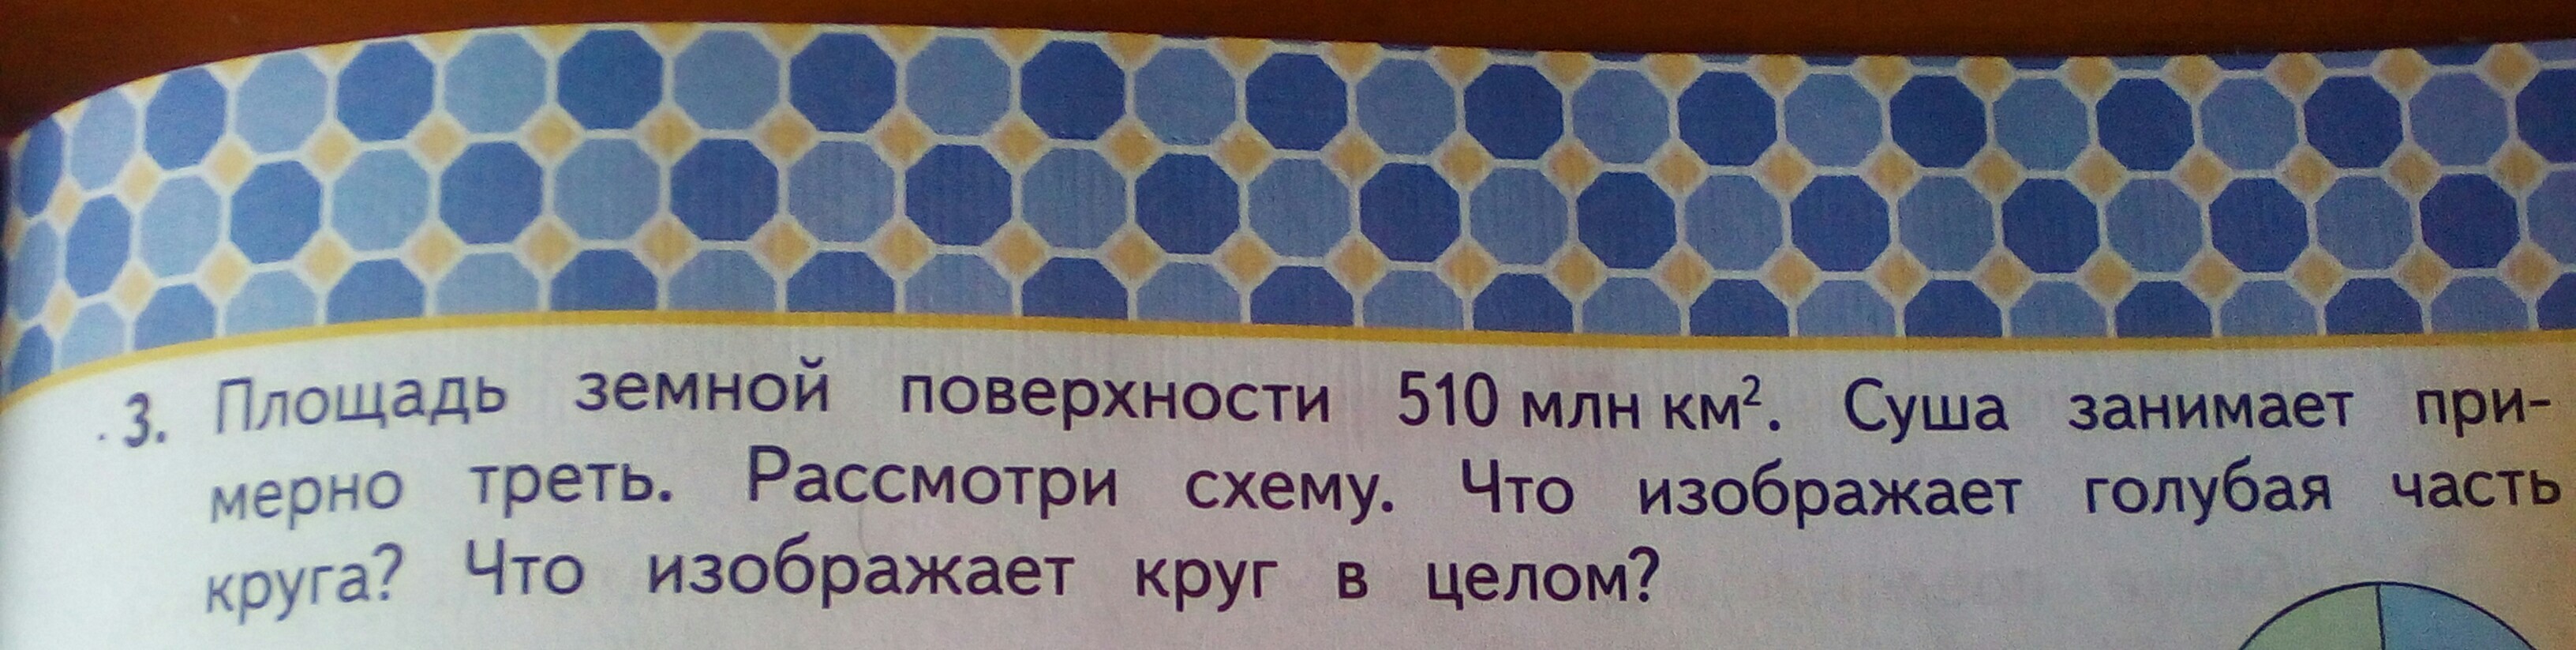 3. Площадь земной поверхности 510 млн км². Суша занимает при-
мерно треть. Рассмотри схему. Что изображает голубая часть
круга? Что изображает круг в целом?